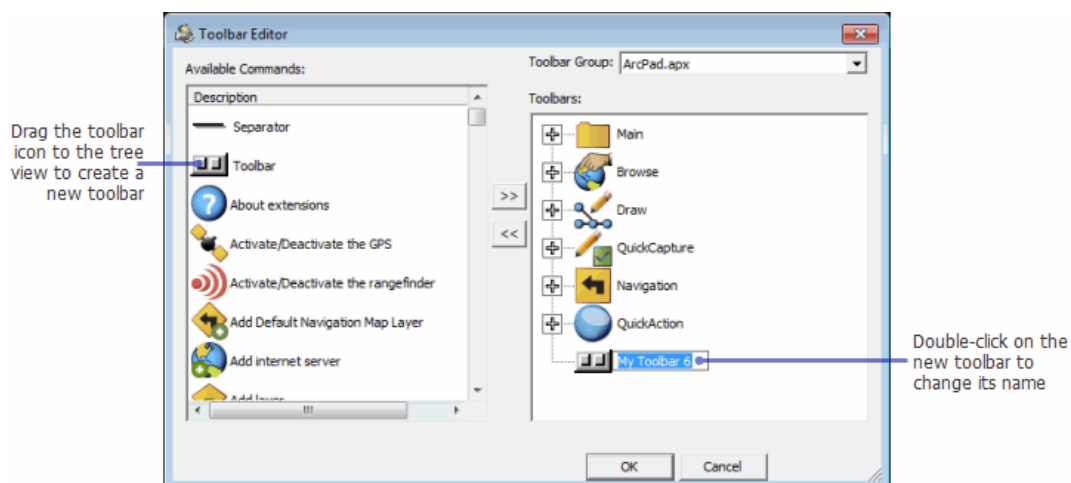 Toolbar Editor
Available Commands:
Description
Separator
Toolbar
About extensions
Activate/Deactivate the GPS
Activate/Deactivate the rangefinder
Add Default Navigation Map Layer
Add internet server
Add layer
>>
<<
Toolbar Group: ArcPad.apx
Toolbars:
Main
Browse
Draw
QuickCapture
Navigation
QuickAction
My Toolbar 6
OK Cancel
Drag the toolbar
icon to the tree
view to create a
new toolbar
Double-click on the
new toolbar to
change its name